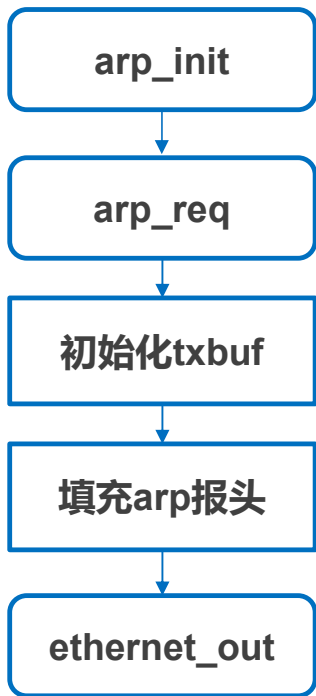 arp_init
arp_req
初始化txbuf
填充arp报头
ethernet_out